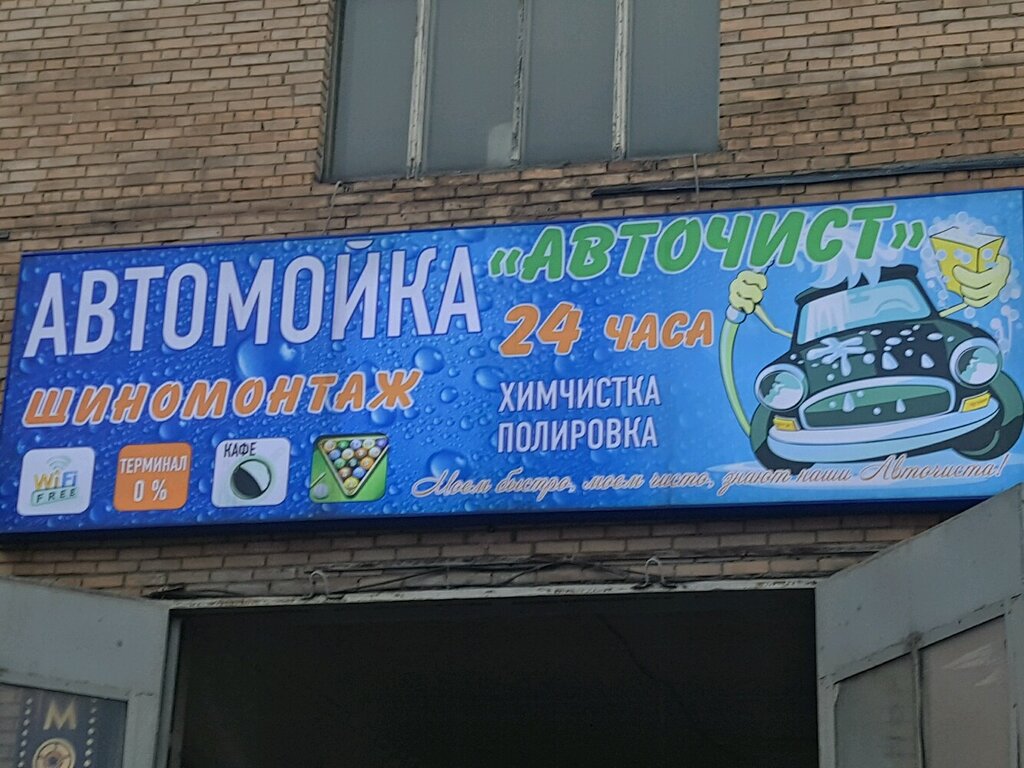 АВТОМОЙКА
«АВТОЧИСТ»
24 ЧАСА
ШИНОМОНТАЖ
ХИМЧИСТКА
ПОЛИРОВКА
WiFi
FREE
ТЕРМИНАЛ
0 %
КАФЕ
Моем быстро, моем чисто, знают наши Авточиста!
М